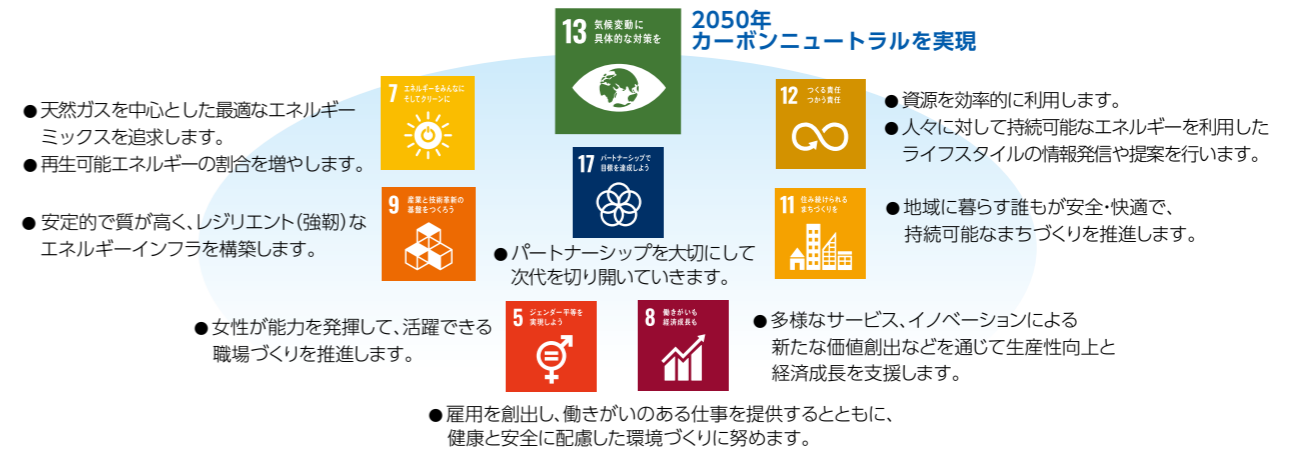 13 気候変動に
具体的な対策を
2050年
カーボンニュートラルを実現
7 エネルギーをみんなに
そしてクリーンに
●天然ガスを中心とした最適なエネルギー
ミックスを追求します。
●再生可能エネルギーの割合を増やします。
12 つくる責任
つかう責任
●資源を効率的に利用します。
●人々に対して持続可能なエネルギーを利用した
ライフスタイルの情報発信や提案を行います。
17 パートナーシップで
目標を達成しよう
●パートナーシップを大切にして
次代を切り開いていきます。
9 産業と技術革新の
基盤をつくろう
●安定的で質が高く、レジリエント(強靭)な
エネルギーインフラを構築します。
11 住み続けられる
まちづくりを
●地域に暮らす誰もが安全・快適で、
持続可能なまちづくりを推進します。
●女性が能力を発揮して、活躍できる
職場づくりを推進します。
5 ジェンダー平等を
実現しよう
8 働きがいも
経済成長も
●多様なサービス、イノベーションによる
新たな価値創出などを通じて生産性向上と
経済成長を支援します。
●雇用を創出し、働きがいのある仕事を提供するとともに、
健康と安全に配慮した環境づくりに努めます。